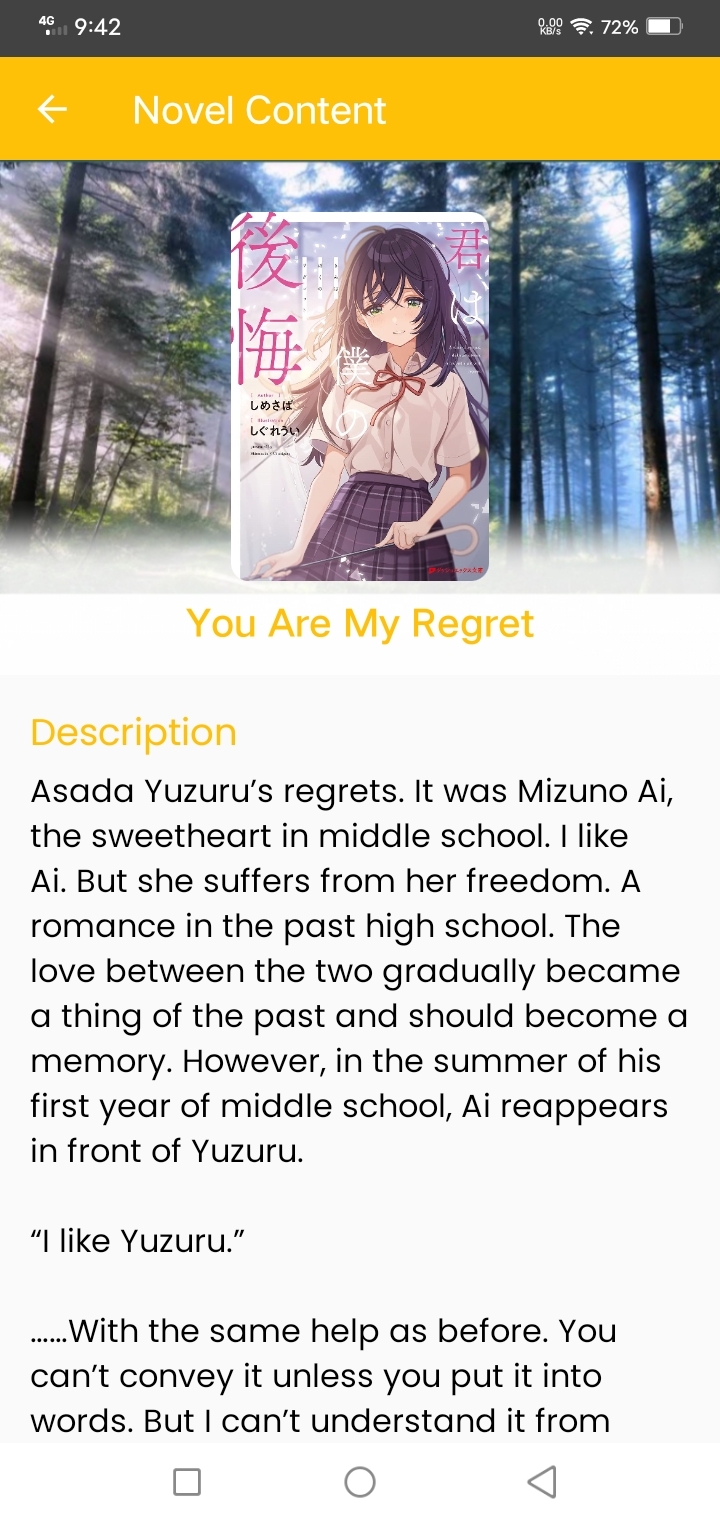 4G 9:42 0.00 KB/s 72%
Novel Content
君は
僕の
後悔
Author
しめさば
Illustration
しぐれうい
You Are My Regret
Description
Asada Yuzuru’s regrets. It was Mizuno Ai,
the sweetheart in middle school. I like
Ai. But she suffers from her freedom. A
romance in the past high school. The
love between the two gradually became
a thing of the past and should become a
memory. However, in the summer of his
first year of middle school, Ai reappears
in front of Yuzuru.
“I like Yuzuru.”
……With the same help as before. You
can’t convey it unless you put it into
words. But I can’t understand it from